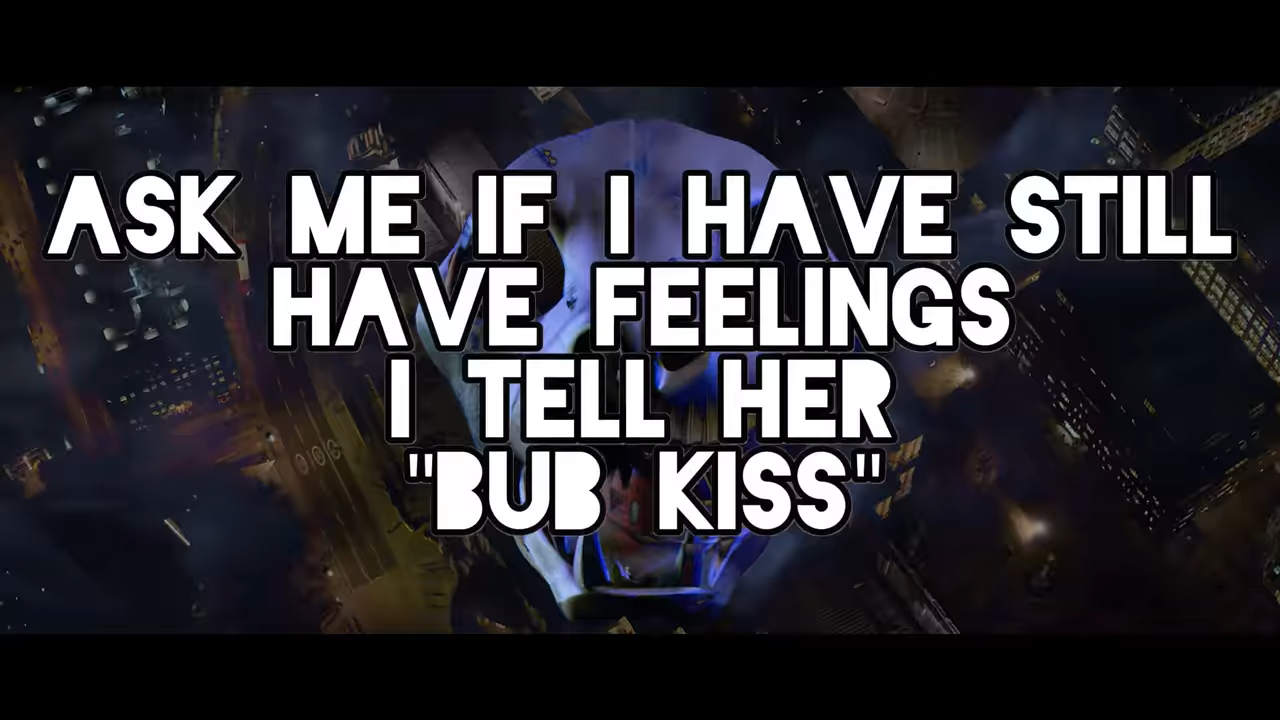 ASK ME IF I HAVE STILL
HAVE FEELINGS
I TELL HER
"BUB KISS"